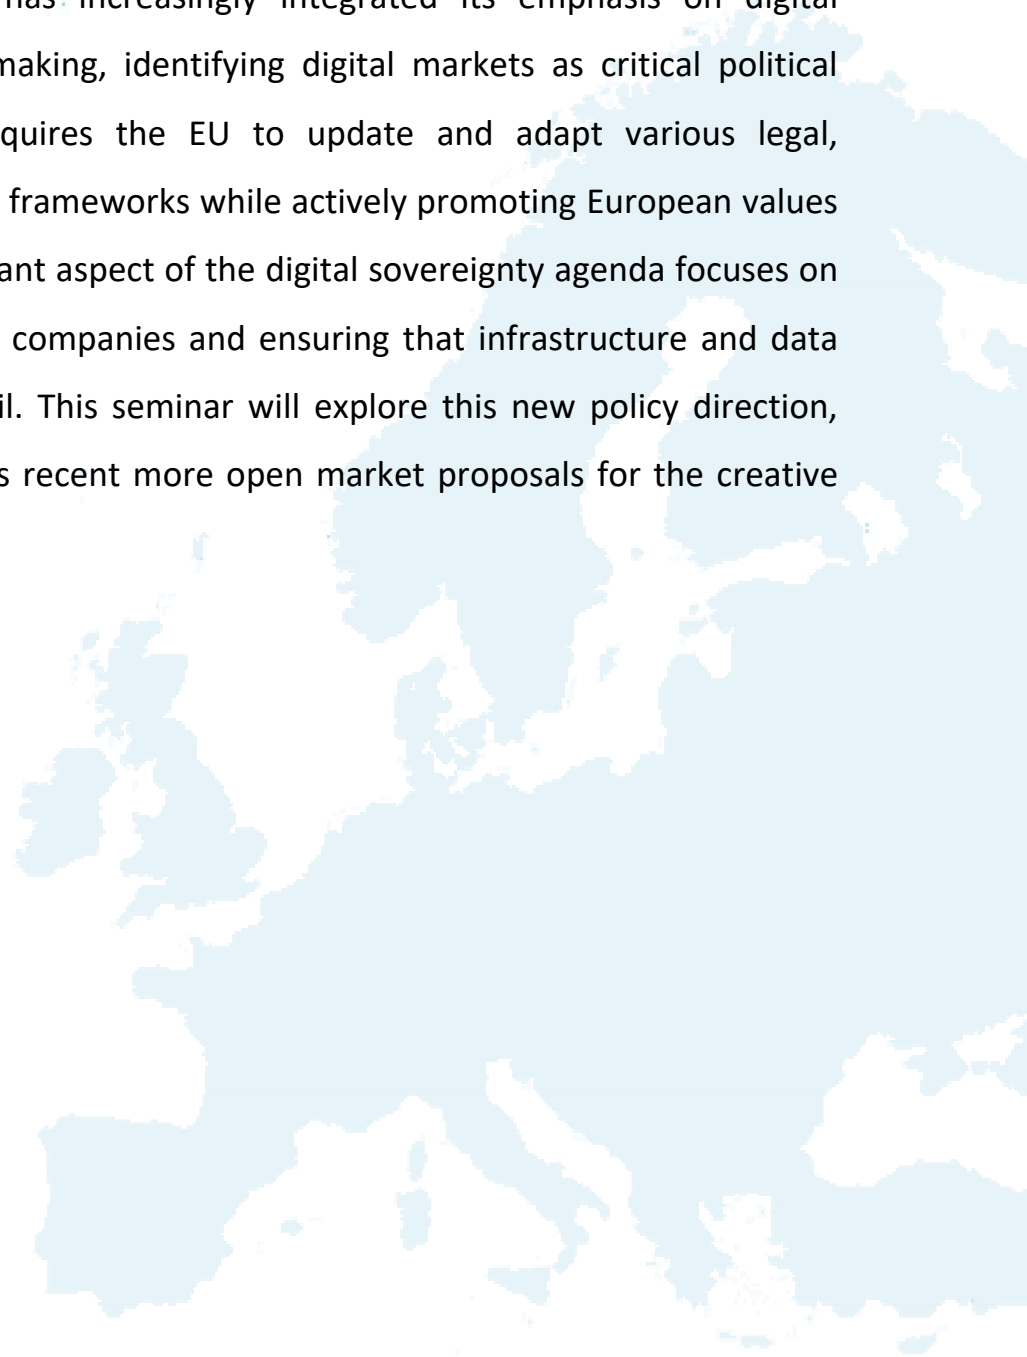 has increasingly integrated its emphasis on digital
making, identifying digital markets as critical political
quires the EU to update and adapt various legal,
frameworks while actively promoting European values
ant aspect of the digital sovereignty agenda focuses on
companies and ensuring that infrastructure and data
il. This seminar will explore this new policy direction,
s recent more open market proposals for the creative